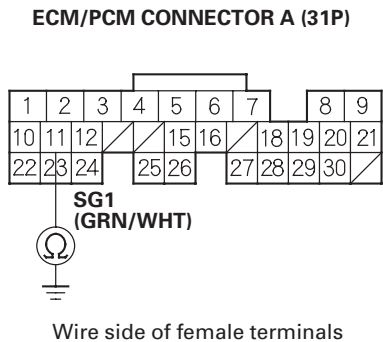 ECM/PCM CONNECTOR A (31P)
1 2 3 4 5 6 7 8 9
10 11 12 15 16 18 19 20 21
22 23 24 25 26 27 28 29 30
SG1
(GRN/WHT)
Ω
Wire side of female terminals